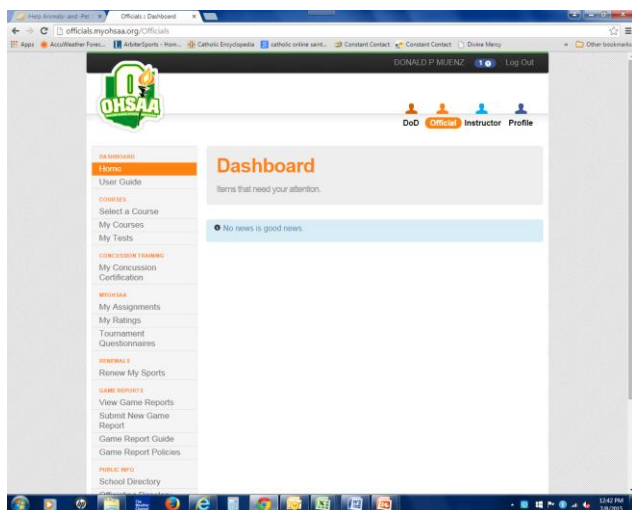 Help Animals and Pet
Officials : Dashboard
officials.myohsaa.org/Officials
Apps
AccuWeather Forec...
ArbiterSports - Hom...
Catholic Encyclopedia
catholic online saint...
Constant Contact
Constant Contact
Divine Mercy
Other bookmarks
DONALD P MUENZ
1
Log Out
OHSAA
DoD Official Instructor Profile
DASHBOARD
Home
User Guide
COURSES
Select a Course
My Courses
My Tests
CONCUSSION TRAINING
My Concussion
Certification
MYOHSAA
My Assignments
My Ratings
Tournament
Questionnaires
RENEWALS
Renew My Sports
GAME REPORTS
View Game Reports
Submit New Game
Report
Game Report Guide
Game Report Policies
PUBLIC INFO
School Directory
Dashboard
Items that need your attention.
No news is good news.
12:42 PM
7/8/2015